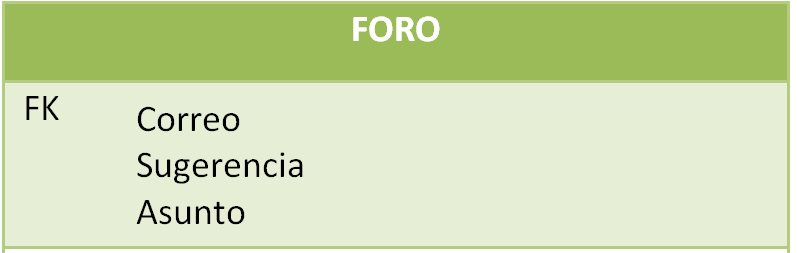 FORO
FK Correo
Sugerencia
Asunto